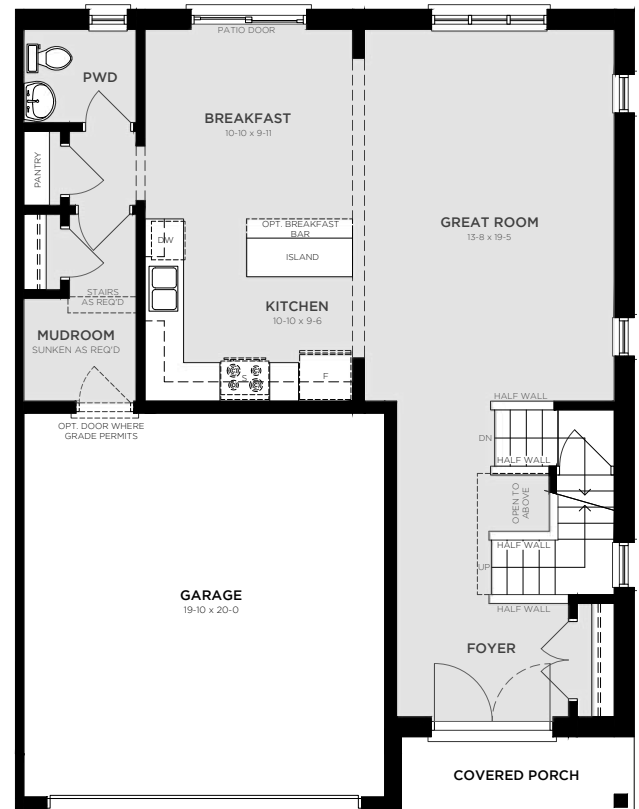 PATIO DOOR
PWD
BREAKFAST
10-10 x 9-11
PANTRY
GREAT ROOM
13-8 x 19-5
DW
OPT. BREAKFAST
BAR
ISLAND
STAIRS
AS REQ'D
KITCHEN
10-10 x 9-6
MUDROOM
SUNKEN AS REQ'D
S
F
OPT. DOOR WHERE
GRADE PERMITS
HALF WALL
DN
HALF WALL
OPEN TO
ABOVE
HALF WALL
UP
HALF WALL
GARAGE
19-10 x 20-0
FOYER
COVERED PORCH